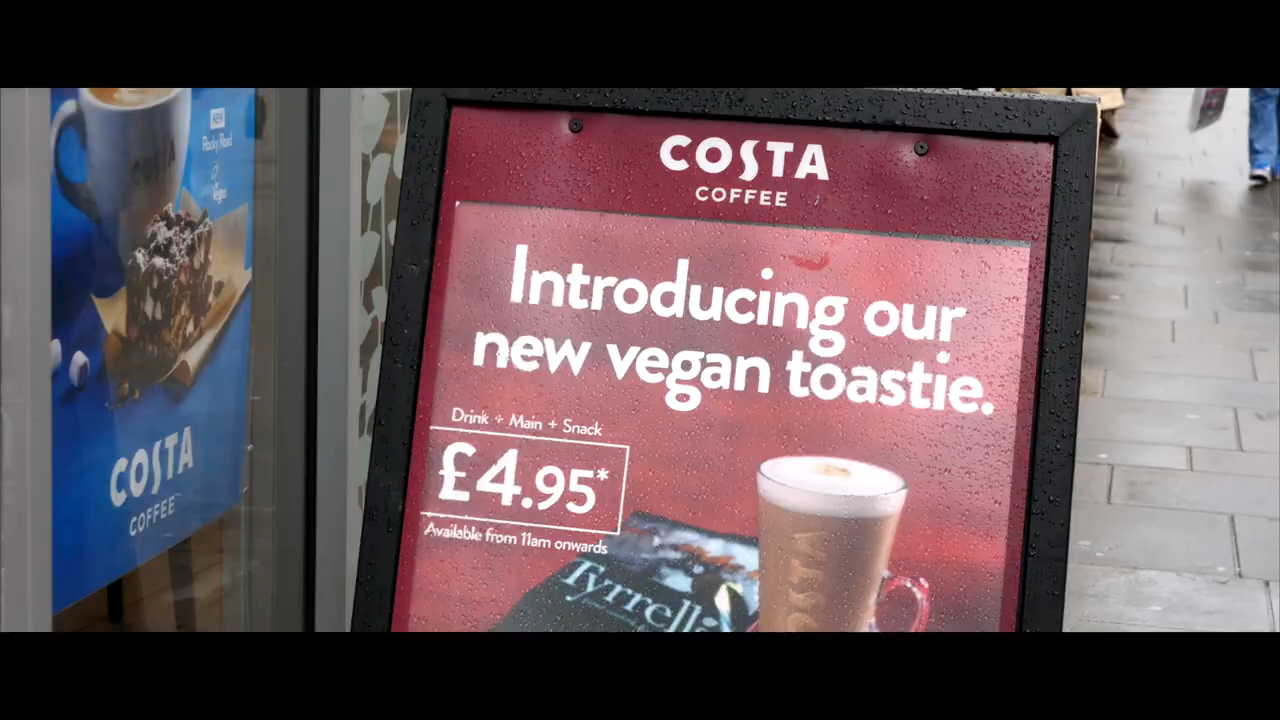 NEW
Rocky Road
Vegan
COSTA
COFFEE
COSTA
COFFEE
Introducing our
new vegan toastie.
Drink + Main + Snack
£4.95*
Available from 11am onwards
Tyrrell's